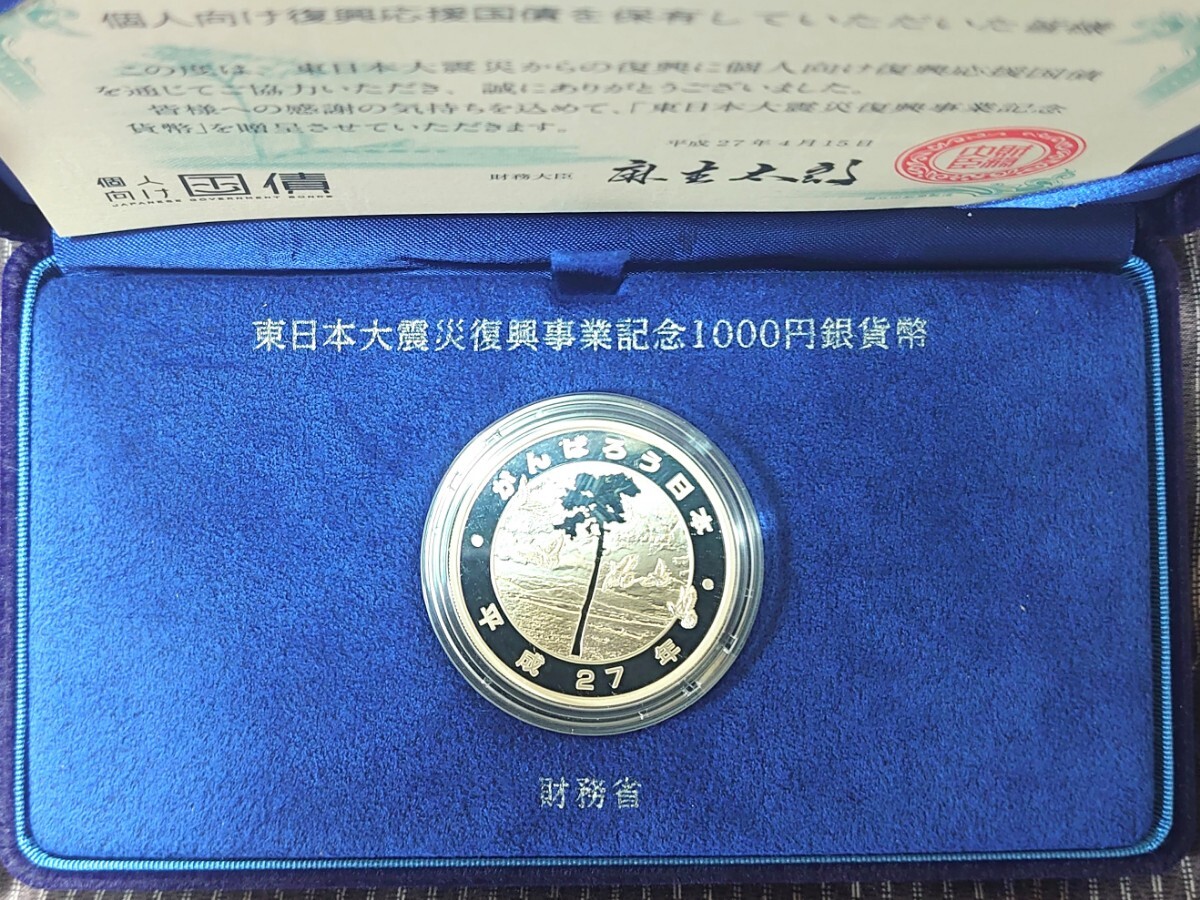 個人向け復興応援国債を保有していただいた皆様
この度は、東日本大震災からの復興に個人向け復興応援国債
を通じてご協力いただき、誠にありがとうございました。
皆様への感謝の気持ちを込めて、「東日本大震災復興事業記念
貨幣」を贈呈させていただきます。
平成27年4月15日
財務大臣 麻生太郎
個人向け国債
JAPANESE GOVERNMENT BONDS
東日本大震災復興事業記念1000円銀貨幣
がんばろう日本
平成27年
財務省